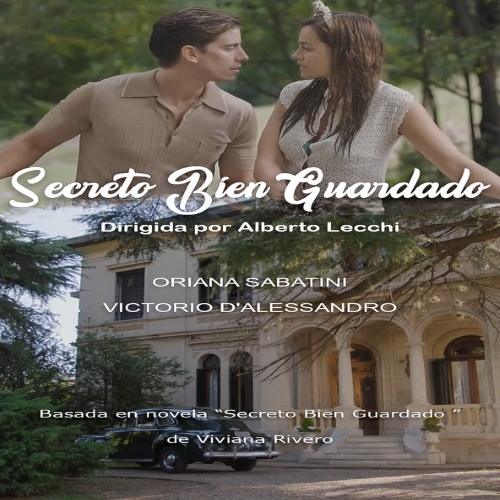 Secreto Bien Guardado
Dirigida por Alberto Lecchi
ORIANA SABATINI
VICTORIO D'ALESSANDRO
Basada en novela “Secreto Bien Guardado ”
de Viviana Rivero